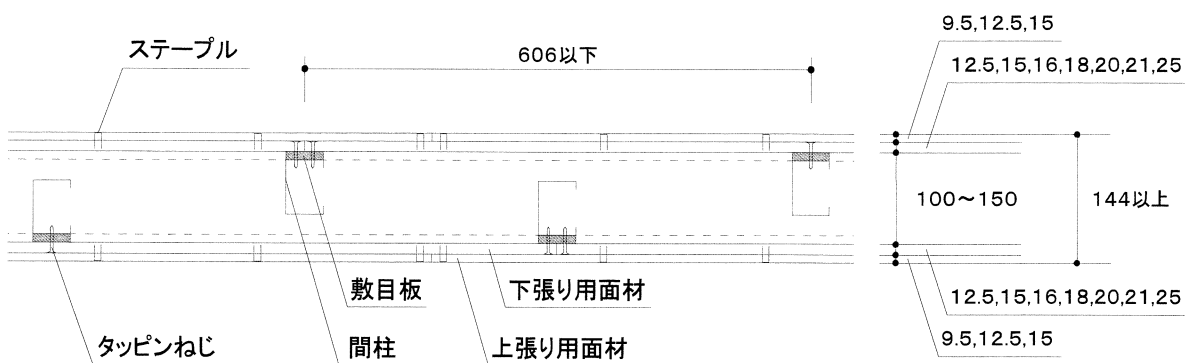 ステープル
606以下
9.5,12.5,15
12.5,15,16,18,20,21,25
100～150
144以上
敷目板
下張り用面材
12.5,15,16,18,20,21,25
タッピンねじ
間柱
上張り用面材
9.5,12.5,15